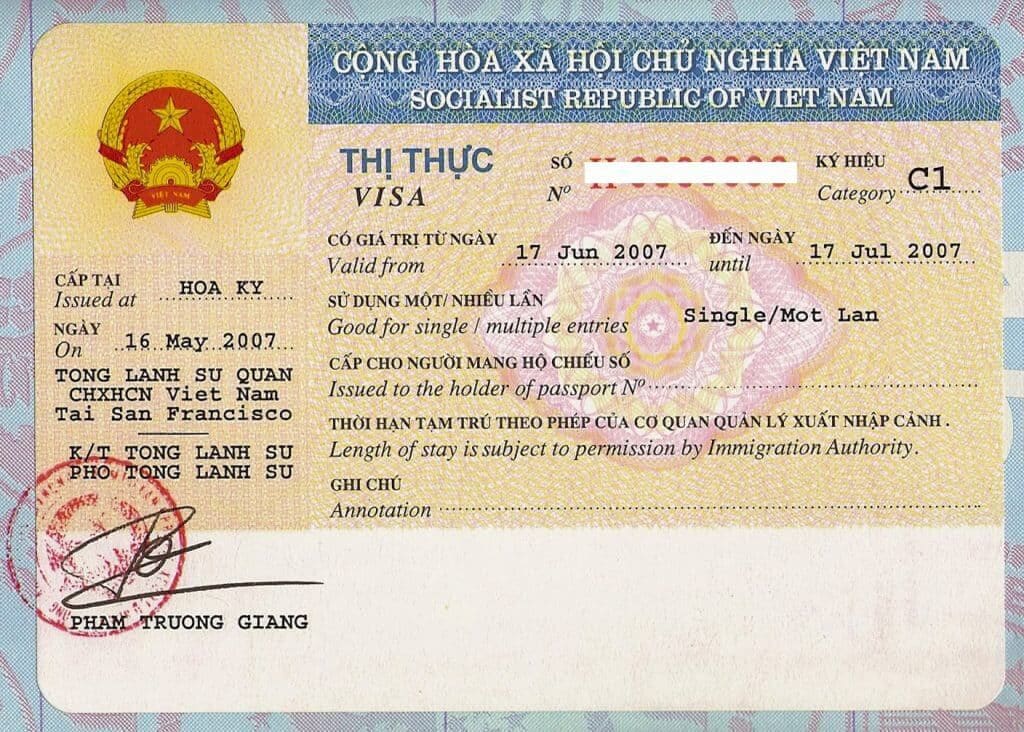 CỘNG HÒA XÃ HỘI CHỦ NGHĨA VIỆT NAM
SOCIALIST REPUBLIC OF VIET NAM
VIỆT NAM
THỊ THỰC
VISA
SỐ
Nº
KÝ HIỆU
Category C1
CÓ GIÁ TRỊ TỪ NGÀY
Valid from 17 Jun 2007
ĐẾN NGÀY
until 17 Jul 2007
SỬ DỤNG MỘT/ NHIỀU LẦN
Good for single / multiple entries Single/Mot Lan
CẤP CHO NGƯỜI MANG HỘ CHIẾU SỐ
Issued to the holder of passport Nº
THỜI HẠN TẠM TRÚ THEO PHÉP CỦA CƠ QUAN QUẢN LÝ XUẤT NHẬP CẢNH .
Length of stay is subject to permission by Immigration Authority.
GHI CHÚ
Annotation
CẤP TẠI
Issued at HOA KY
NGÀY
On 16 May 2007
TONG LANH SU QUAN
CHXHCN Viet Nam
Tai San Francisco
K/T TONG LANH SU
PHO TONG LANH SU
PHAM TRUONG GIANG